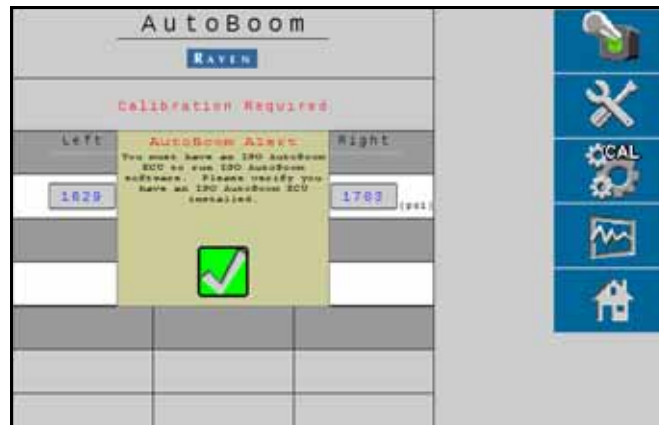 AutoBoom
RAVEN
Calibration Required
Left
Right
AutoBoom Alert
You must have an ISO AutoBoom
ECU to run ISO AutoBoom
software. Please verify you
have an ISO AutoBoom ECU
installed.
1629
1703
(psi)
CAL